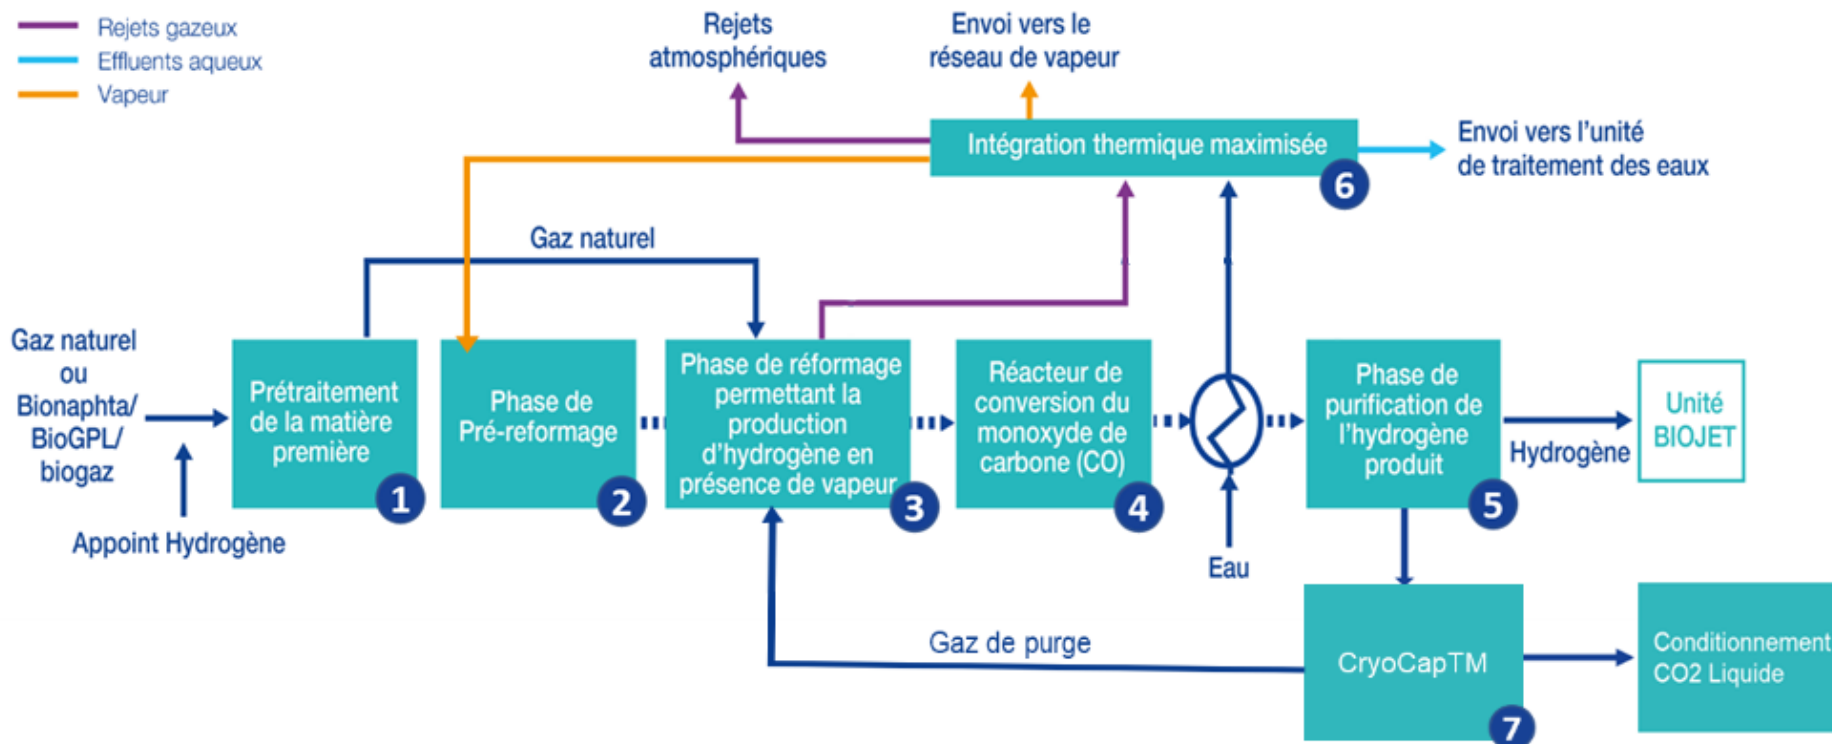 Rejets gazeux
Effluents aqueux
Vapeur
Rejets
atmosphériques
Envoi vers le
réseau de vapeur
Intégration thermique maximisée
6
Envoi vers l'unité
de traitement des eaux
Gaz naturel
Gaz naturel
ou
Bionaphta/
BioGPL/
biogaz
Appoint Hydrogène
Prétraitement
de la matière
première
1
Phase de
Pré-reformage
2
Phase de réformage
permettant la
production
d'hydrogène en
présence de vapeur
3
Réacteur de
conversion du
monoxyde de
carbone (CO)
4
Eau
Phase de
purification de
l'hydrogène
produit
5
Hydrogène
Unité
BIOJET
Gaz de purge
CryoCapTM
7
Conditionnement
CO2 Liquide